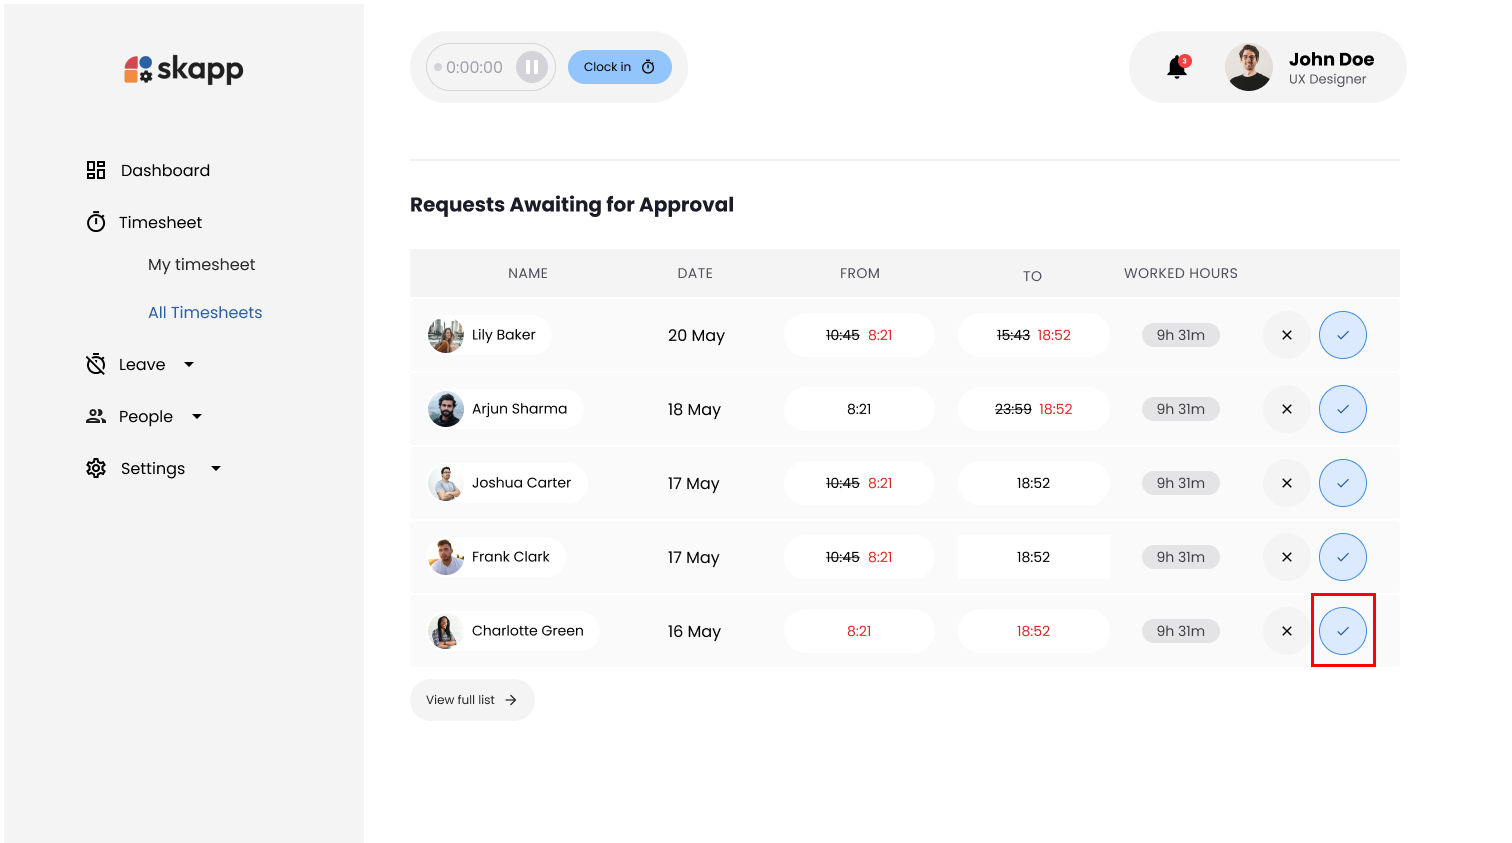 skapp
0:00:00
Clock in
3
John Doe
UX Designer
Dashboard
Timesheet
My timesheet
All Timesheets
Leave
People
Settings
Requests Awaiting for Approval
NAME DATE FROM TO WORKED HOURS
Lily Baker 20 May 10:45 8:21 15:43 18:52 9h 31m
Arjun Sharma 18 May 8:21 23:59 18:52 9h 31m
Joshua Carter 17 May 10:45 8:21 18:52 9h 31m
Frank Clark 17 May 10:45 8:21 18:52 9h 31m
Charlotte Green 16 May 8:21 18:52 9h 31m
View full list